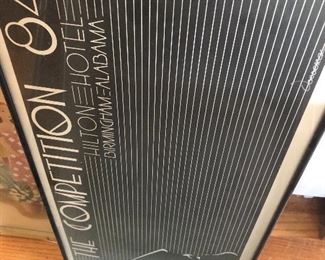 THE COMPETITION 84
HILTON HOTEL
BIRMINGHAM ALABAMA